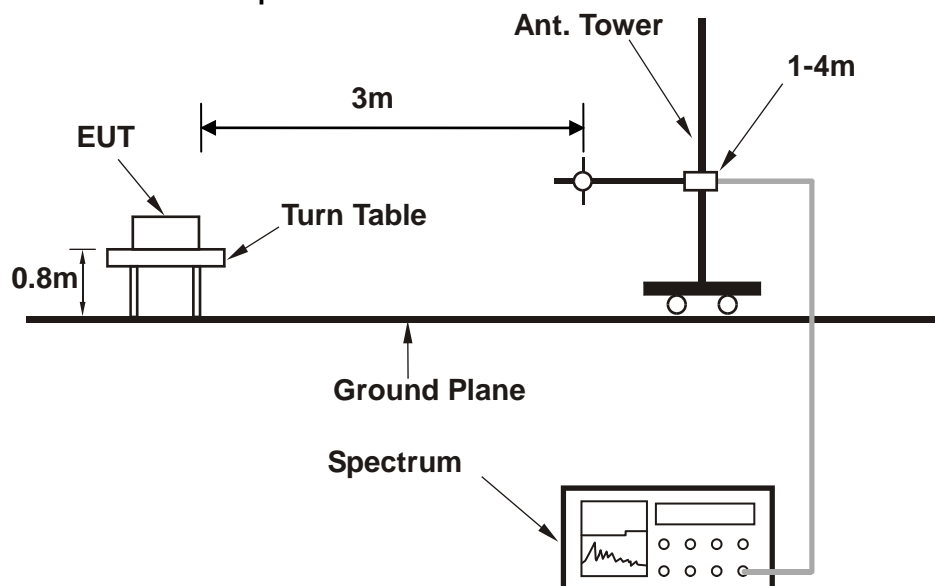 Ant. Tower
1-4m
3m
EUT
Turn Table
0.8m
Ground Plane
Spectrum